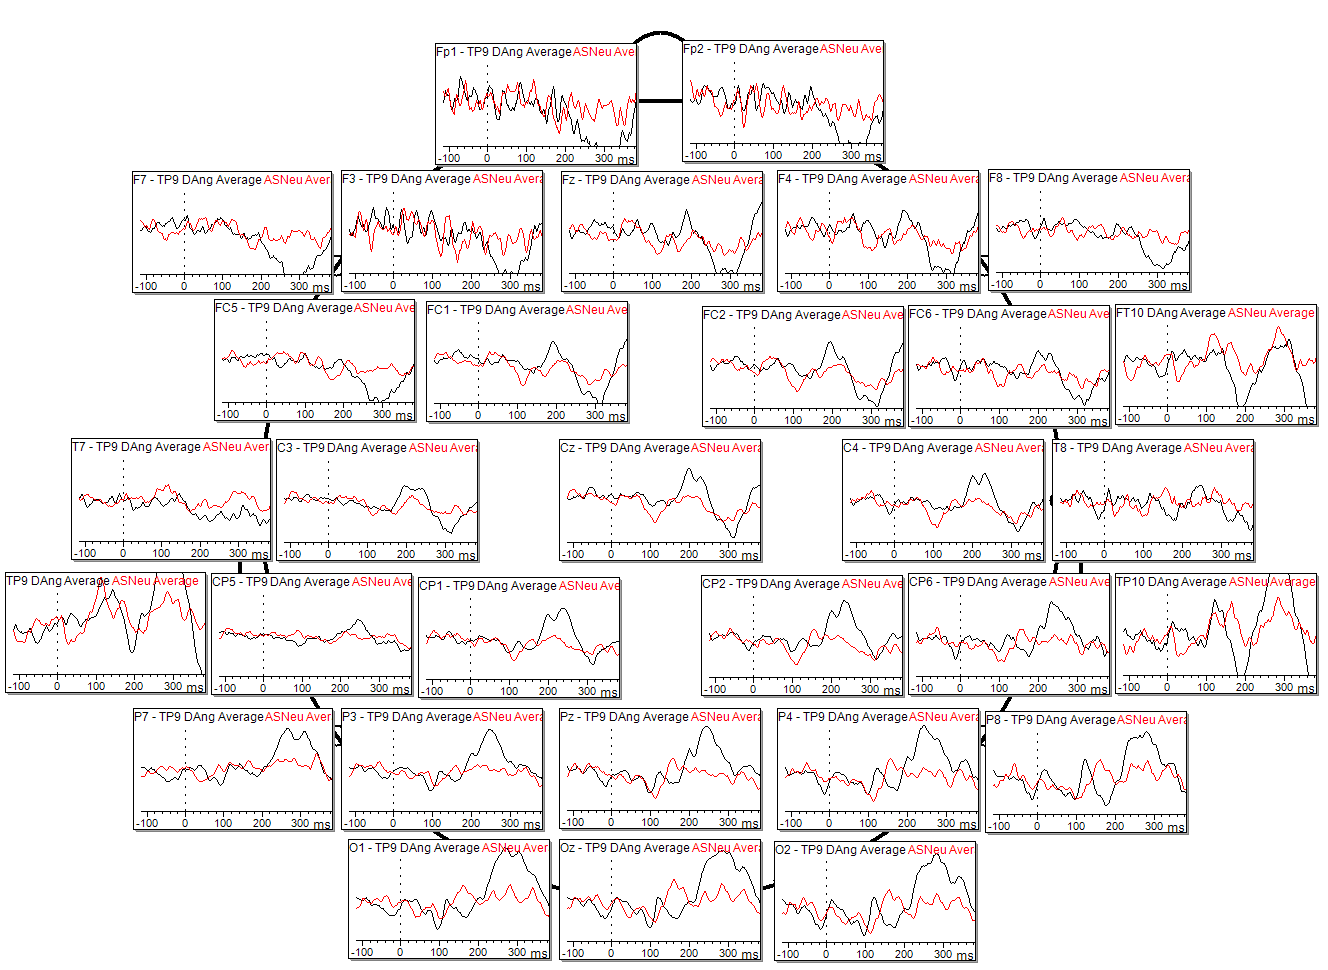 Fp1 - TP9 DAng Average ASNeu Ave
-100 0 100 200 300 ms
Fp2 - TP9 DAng Average ASNeu Ave
-100 0 100 200 300 ms
F7 - TP9 DAng Average ASNeu Aver
-100 0 100 200 300 ms
F3 - TP9 DAng Average ASNeu Avera
-100 0 100 200 300 ms
Fz - TP9 DAng Average ASNeu Avera
-100 0 100 200 300 ms
F4 - TP9 DAng Average ASNeu Avera
-100 0 100 200 300 ms
F8 - TP9 DAng Average ASNeu Avera
-100 0 100 200 300 ms
FC5 - TP9 DAng Average ASNeu Ave
-100 0 100 200 300 ms
FC1 - TP9 DAng Average ASNeu Ave
-100 0 100 200 300 ms
FC2 - TP9 DAng Average ASNeu Ave
-100 0 100 200 300 ms
FC6 - TP9 DAng Average ASNeu Ave
-100 0 100 200 300 ms
FT10 DAng Average ASNeu Average
-100 0 100 200 300 ms
T7 - TP9 DAng Average ASNeu Aver
-100 0 100 200 300 ms
C3 - TP9 DAng Average ASNeu Avera
-100 0 100 200 300 ms
Cz - TP9 DAng Average ASNeu Avera
-100 0 100 200 300 ms
C4 - TP9 DAng Average ASNeu Avera
-100 0 100 200 300 ms
T8 - TP9 DAng Average ASNeu Avera
-100 0 100 200 300 ms
TP9 DAng Average ASNeu Average
-100 0 100 200 300 ms
CP5 - TP9 DAng Average ASNeu Ave
-100 0 100 200 300 ms
CP1 - TP9 DAng Average ASNeu Ave
-100 0 100 200 300 ms
CP2 - TP9 DAng Average ASNeu Ave
-100 0 100 200 300 ms
CP6 - TP9 DAng Average ASNeu Ave
-100 0 100 200 300 ms
TP10 DAng Average ASNeu Average
-100 0 100 200 300 ms
P7 - TP9 DAng Average ASNeu Aver
-100 0 100 200 300 ms
P3 - TP9 DAng Average ASNeu Avera
-100 0 100 200 300 ms
Pz - TP9 DAng Average ASNeu Avera
-100 0 100 200 300 ms
P4 - TP9 DAng Average ASNeu Avera
-100 0 100 200 300 ms
P8 - TP9 DAng Average ASNeu Avera
-100 0 100 200 300 ms
O1 - TP9 DAng Average ASNeu Aver
-100 0 100 200 300 ms
Oz - TP9 DAng Average ASNeu Avera
-100 0 100 200 300 ms
O2 - TP9 DAng Average ASNeu Aver
-100 0 100 200 300 ms